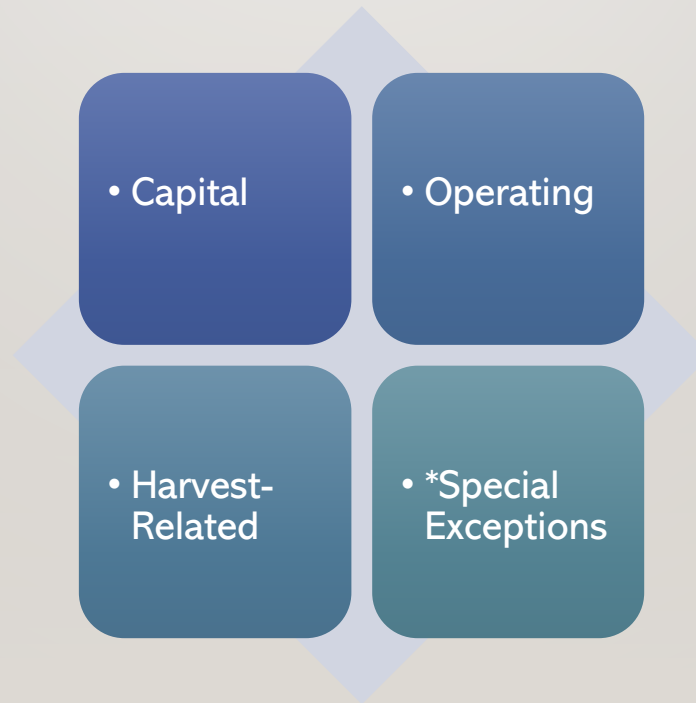 • Capital
• Operating
• Harvest-
Related
• *Special
Exceptions